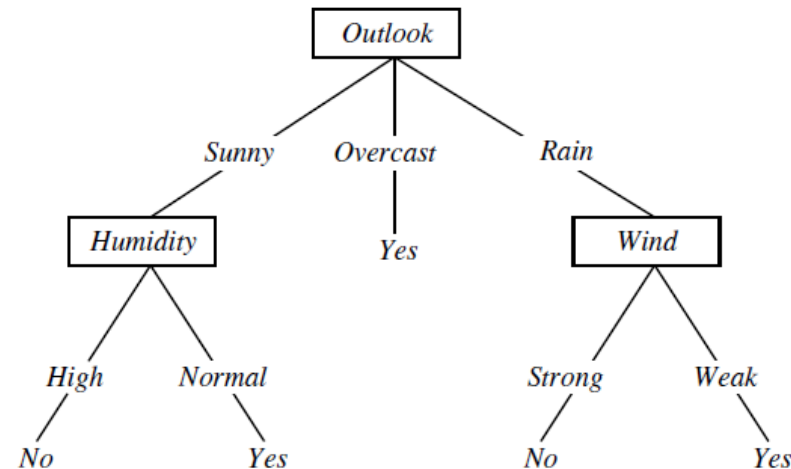 Outlook
Sunny Overcast Rain
Humidity Yes Wind
High Normal Strong Weak
No Yes No Yes